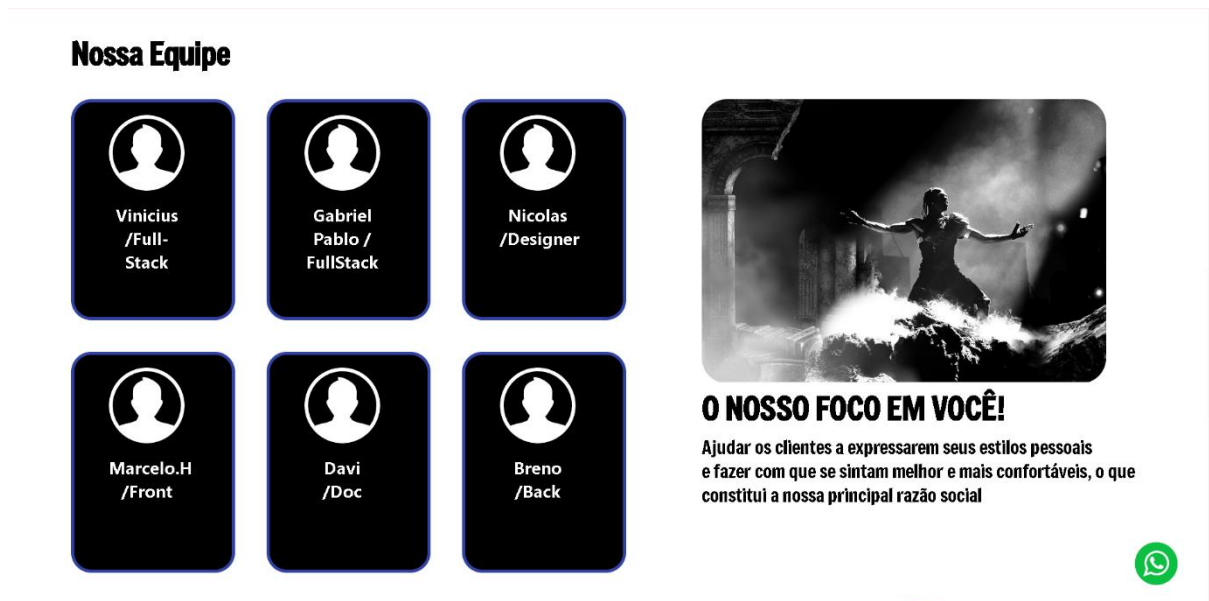 Nossa Equipe
Vinicius
/Full-
Stack
Gabriel
Pablo /
FullStack
Nicolas
/Designer
Marcelo.H
/Front
Davi
/Doc
Breno
/Back
O NOSSO FOCO EM VOCÊ!
Ajudar os clientes a expressarem seus estilos pessoais
e fazer com que se sintam melhor e mais confortáveis, o que
constitui a nossa principal razão social